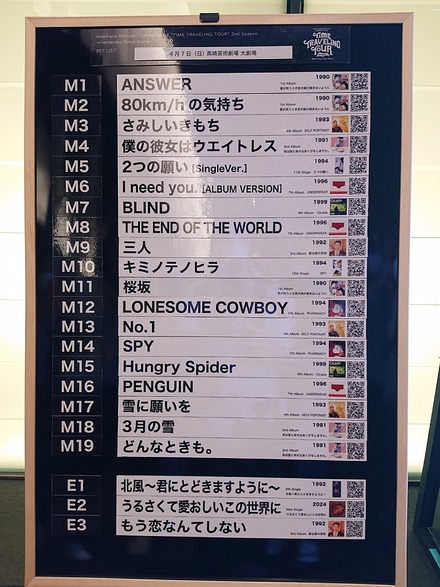 Makihara Noriyuki Concert 2024 "TIME TRAVELING TOUR" 2nd Season
~Yesterday Once More~
SET LIST
4月7日（日）高崎芸術劇場 大劇場
TIME TRAVELING TOUR
M1 ANSWER 1990
M2 80km/hの気持ち 1990
M3 さみしいきもち 1993
M4 僕の彼女はウエイトレス 1991
M5 2つの願い [SingleVer.] 1994
M6 I need you. [ALBUM VERSION] 1996
M7 BLIND 1999
M8 THE END OF THE WORLD 1996
M9 三人 1992
M10 キミノテノヒラ 1994
M11 桜坂 1990
M12 LONESOME COWBOY 1994
M13 No.1 1993
M14 SPY 1994
M15 Hungry Spider 1999
M16 PENGUIN 1996
M17 雪に願いを 1993
M18 3月の雪 1991
M19 どんなときも。 1991
E1 北風～君にとどきますように～ 1992
E2 うるさくて愛おしいこの世界に 2024
E3 もう恋なんてしない 1992